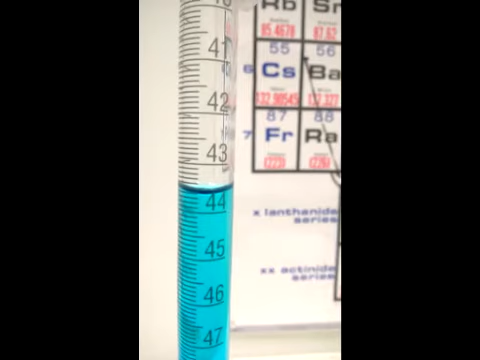 Rb Sr
85.4678 87.62
41
55 56
6 Cs Ba
132.90545 137.327
42
87 88
7 Fr Ra
(223) (226)
43
44
x lanthanide
series
45
xx actinide
series
46
47